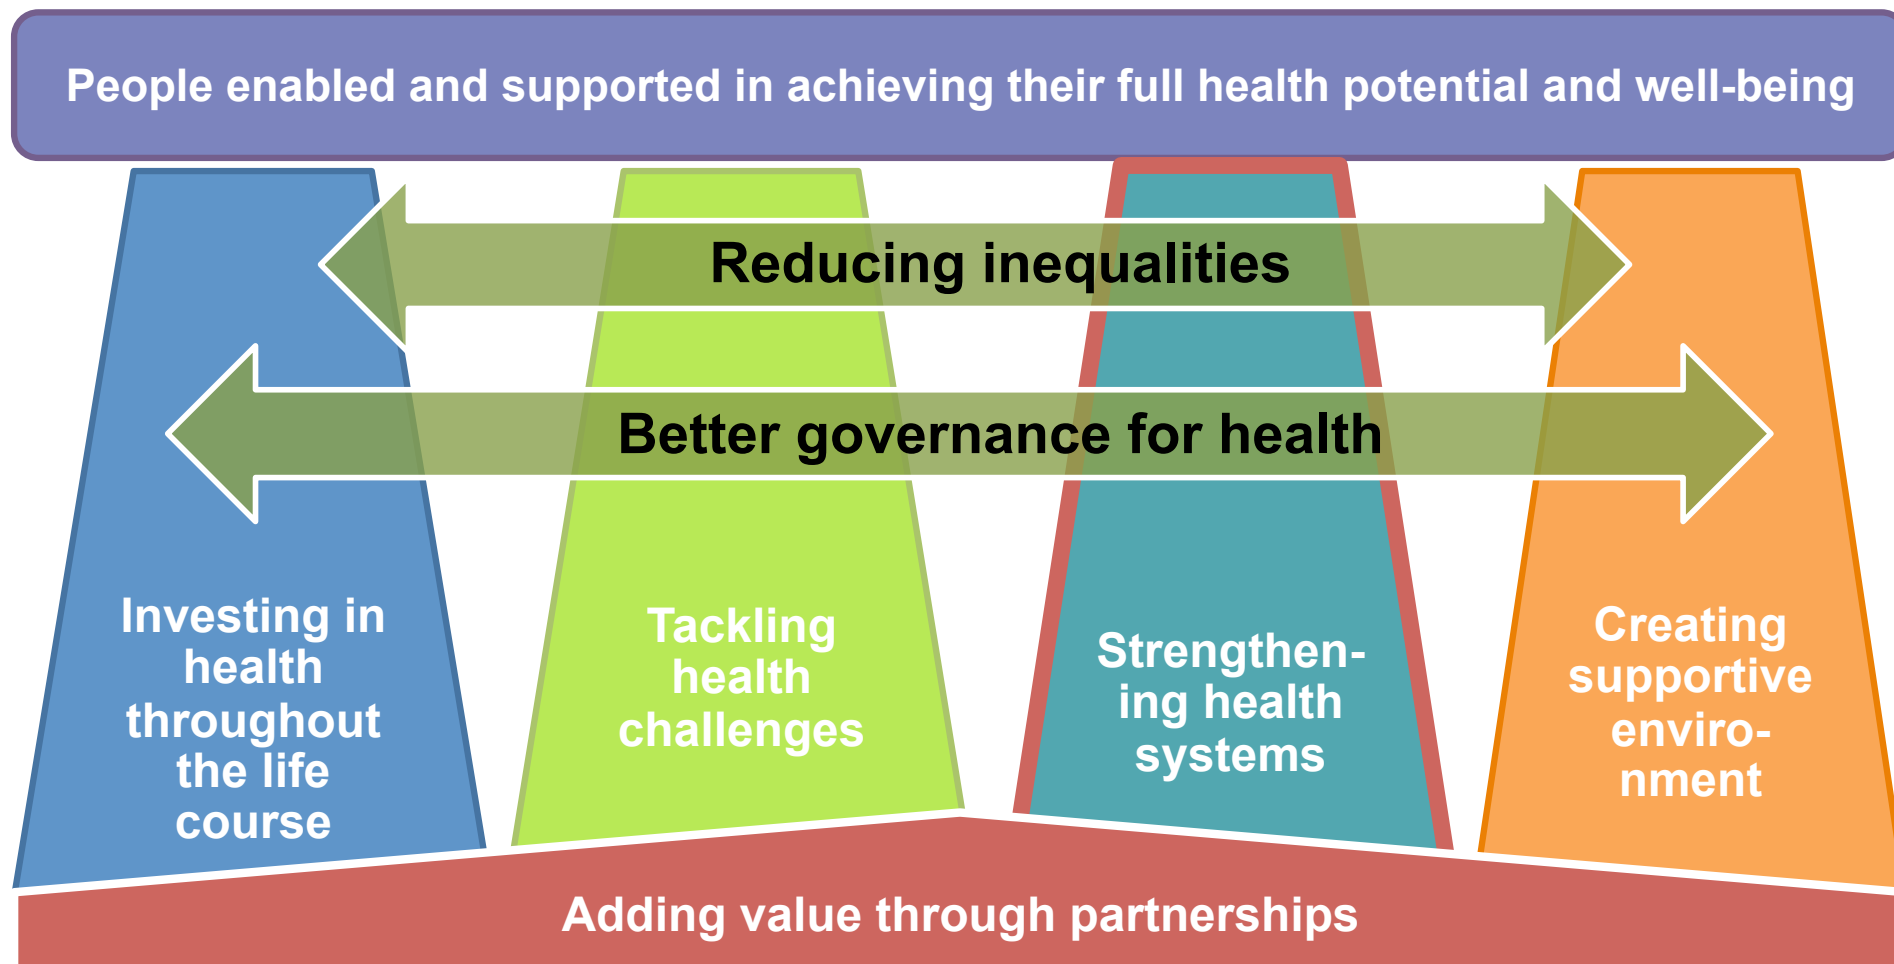 People enabled and supported in achieving their full health potential and well-being
Reducing inequalities
Better governance for health
Investing in
health
throughout
the life
course
Tackling
health
challenges
Strengthen-
ing health
systems
Creating
supportive
enviro-
nment
Adding value through partnerships